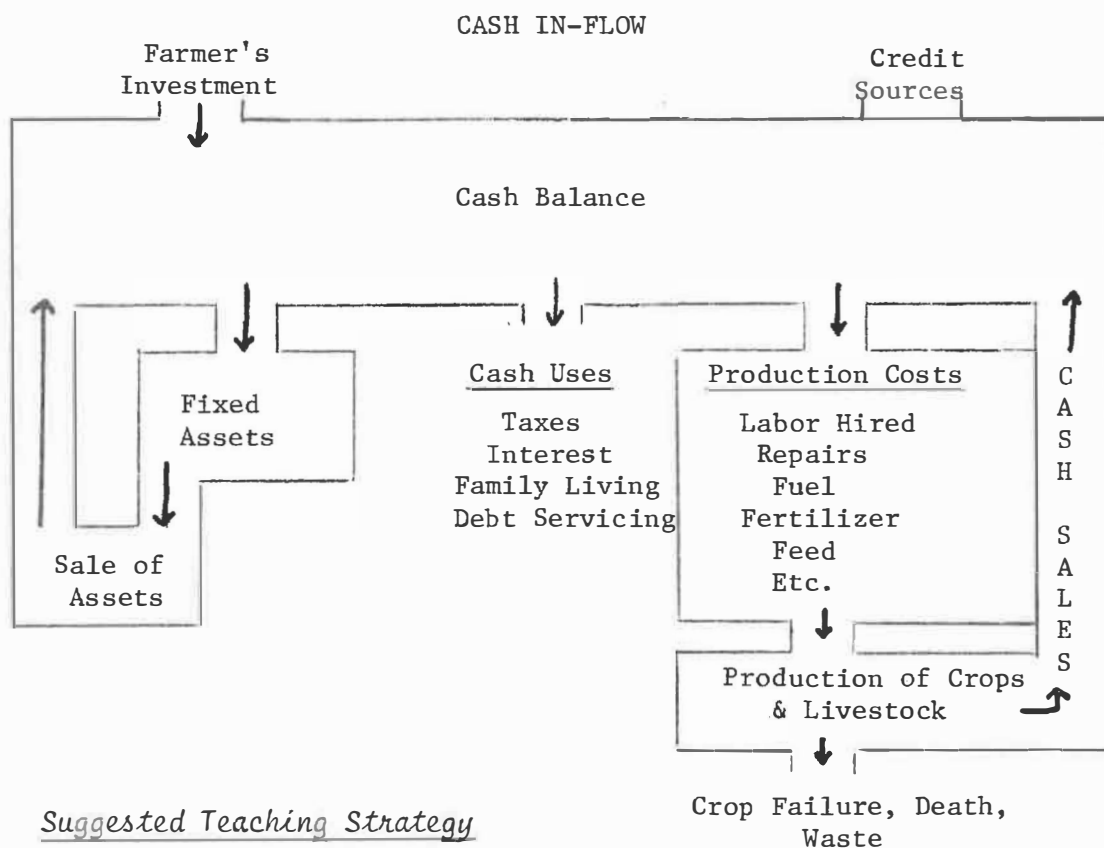 CASH IN-FLOW
Farmer's
Investment
Credit
Sources
Cash Balance
Fixed
Assets
Sale of
Assets
Cash Uses
Taxes
Interest
Family Living
Debt Servicing
Production Costs
Labor Hired
Repairs
Fuel
Fertilizer
Feed
Etc.
CASH SALES
Production of Crops
& Livestock
Crop Failure, Death,
Waste
Suggested Teaching Strategy